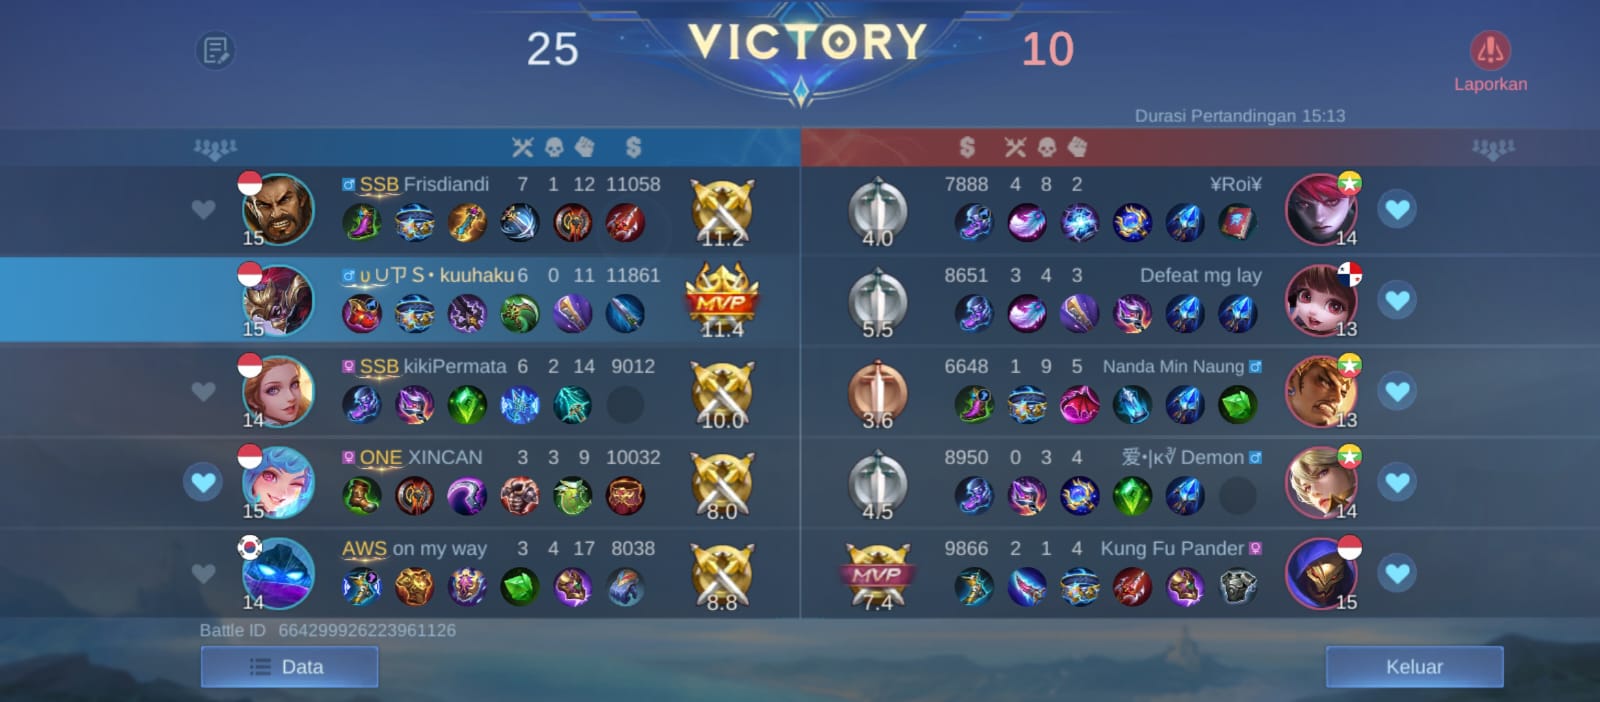 25 VICTORY 10
Laporkan
Durasi Pertandingan 15:13
SSB Frisdiandi 7 1 12 11058
15 11.2
7888 4 8 2 ¥Roi¥
4.0 14
kuuhaku 6 0 11 11861
15 MVP 11.4
8651 3 4 3 Defeat mg lay
5.5 13
SSB kikiPermata 6 2 14 9012
14 10.0
6648 1 9 5 Nanda Min Naung
3.6 13
ONE XINCAN 3 3 9 10032
15 8.0
8950 0 3 4 Demon
4.5 14
AWS on my way 3 4 17 8038
14 8.8
9866 2 1 4 Kung Fu Pander
MVP 7.4 15
Battle ID 664299926223961126
Data
Keluar